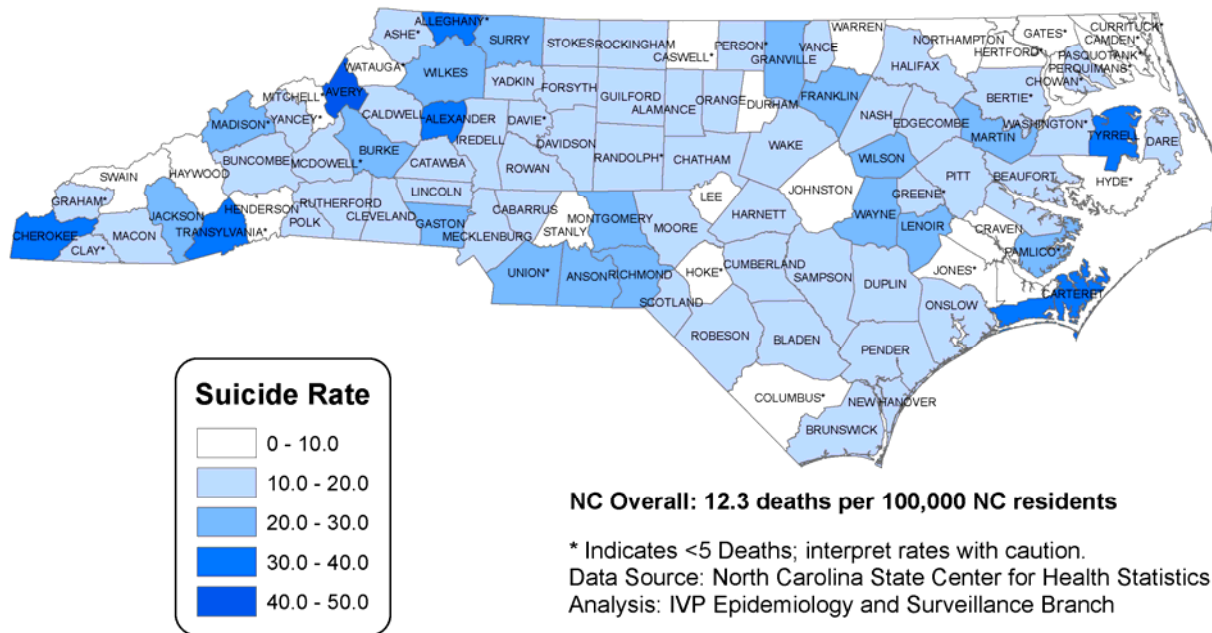 ALLEGHANY*
ASHE*
SURRY
STOKES
ROCKINGHAM
CASWELL*
PERSON*
GRANVILLE
VANCE
WARREN
NORTHAMPTON
GATES*
HERTFORD*
CURRITUCK*
CAMDEN*
PASQUOTANK*
PERQUIMANS*
CHOWAN*
WATAUGA*
WILKES
YADKIN
FORSYTH
GUILFORD
ALAMANCE
ORANGE
DURHAM
FRANKLIN
HALIFAX
BERTIE*
MITCHELL*
AVERY
CALDWELL
ALEXANDER
IREDELL
DAVIE*
DAVIDSON
RANDOLPH*
CHATHAM
WAKE
NASH
EDGECOMBE
MARTIN
WASHINGTON*
TYRRELL
DARE
MADISON*
YANCEY*
BUNCOMBE
MCDOWELL*
BURKE
CATAWBA
ROWAN
WILSON
PITT
BEAUFORT
HYDE*
SWAIN
HAYWOOD
GRAHAM*
JACKSON
HENDERSON
RUTHERFORD
LINCOLN
CABARRUS
MONTGOMERY
STANLY
MOORE
LEE
HARNETT
JOHNSTON
WAYNE
GREENE*
LENOIR
CRAVEN
PAMLICO*
CHEROKEE
CLAY*
MACON
TRANSYLVANIA*
POLK
CLEVELAND
GASTON
MECKLENBURG
UNION*
ANSON
RICHMOND
HOKE*
CUMBERLAND
SAMPSON
DUPLIN
JONES*
CARTERET
SCOTLAND
ONSLOW
ROBESON
BLADEN
PENDER
COLUMBUS*
NEW HANOVER
BRUNSWICK
Suicide Rate
0 - 10.0
10.0 - 20.0
20.0 - 30.0
30.0 - 40.0
40.0 - 50.0
NC Overall: 12.3 deaths per 100,000 NC residents
* Indicates <5 Deaths; interpret rates with caution.
Data Source: North Carolina State Center for Health Statistics
Analysis: IVP Epidemiology and Surveillance Branch